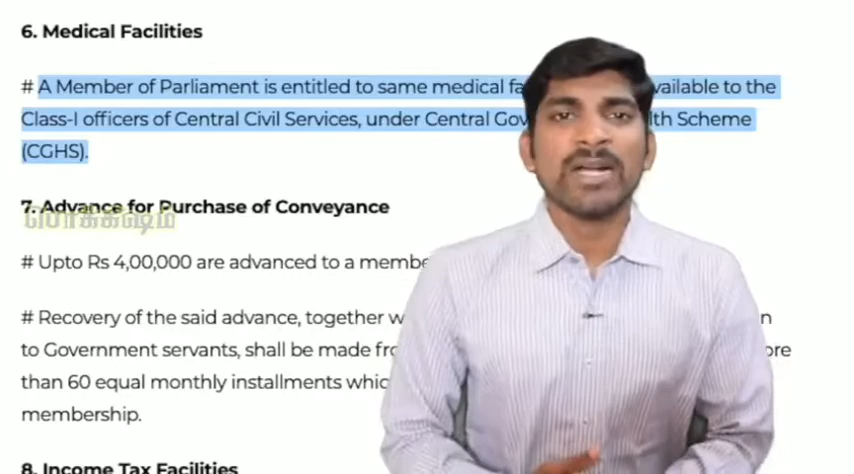 6. Medical Facilities
# A Member of Parliament is entitled to same medical fa vailable to the
Class-I officers of Central Civil Services, under Central Gov lth Scheme
(CGHS).
7. Advance for Purchase of Conveyance
பொக்கிஷம்
# Upto Rs 4,00,000 are advanced to a membe
# Recovery of the said advance, together w n
to Government servants, shall be made fr ore
than 60 equal monthly installments whic
membership.
8. Income Tax Facilities